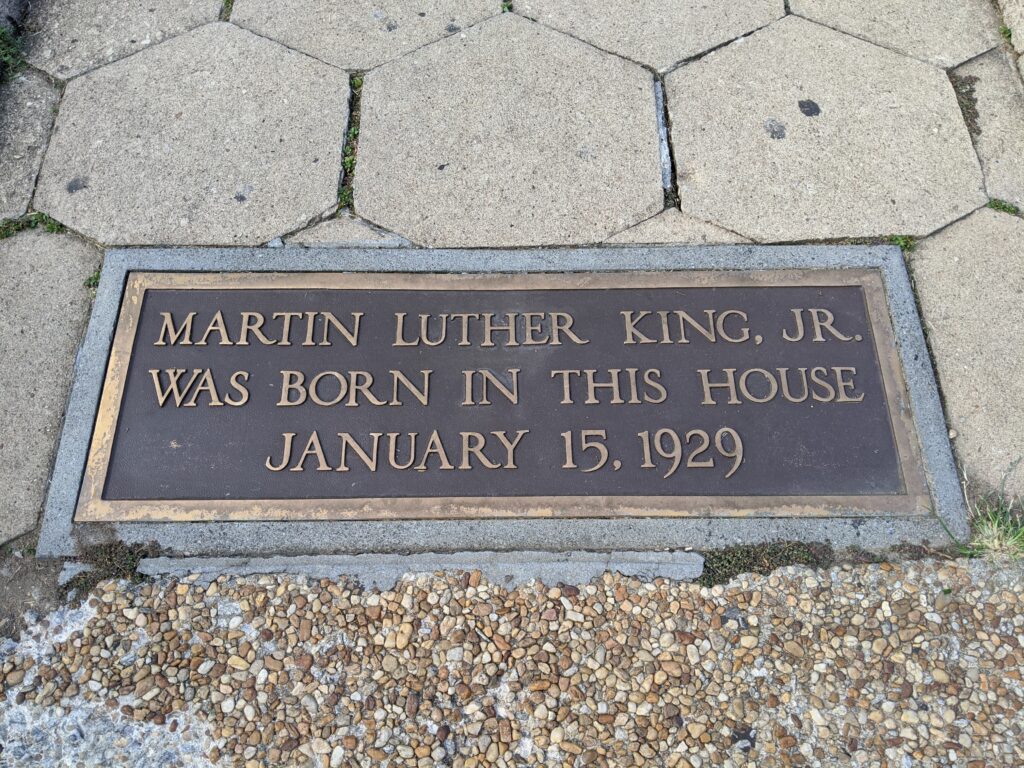 MARTIN LUTHER KING, JR.
WAS BORN IN THIS HOUSE
JANUARY 15, 1929